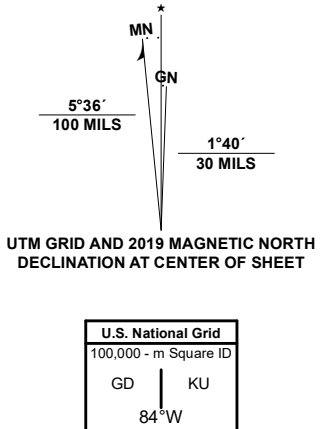 ★
MN
GN
5°36´
100 MILS
1°40´
30 MILS
UTM GRID AND 2019 MAGNETIC NORTH
DECLINATION AT CENTER OF SHEET
U.S. National Grid
100,000 - m Square ID
GD KU
84°W